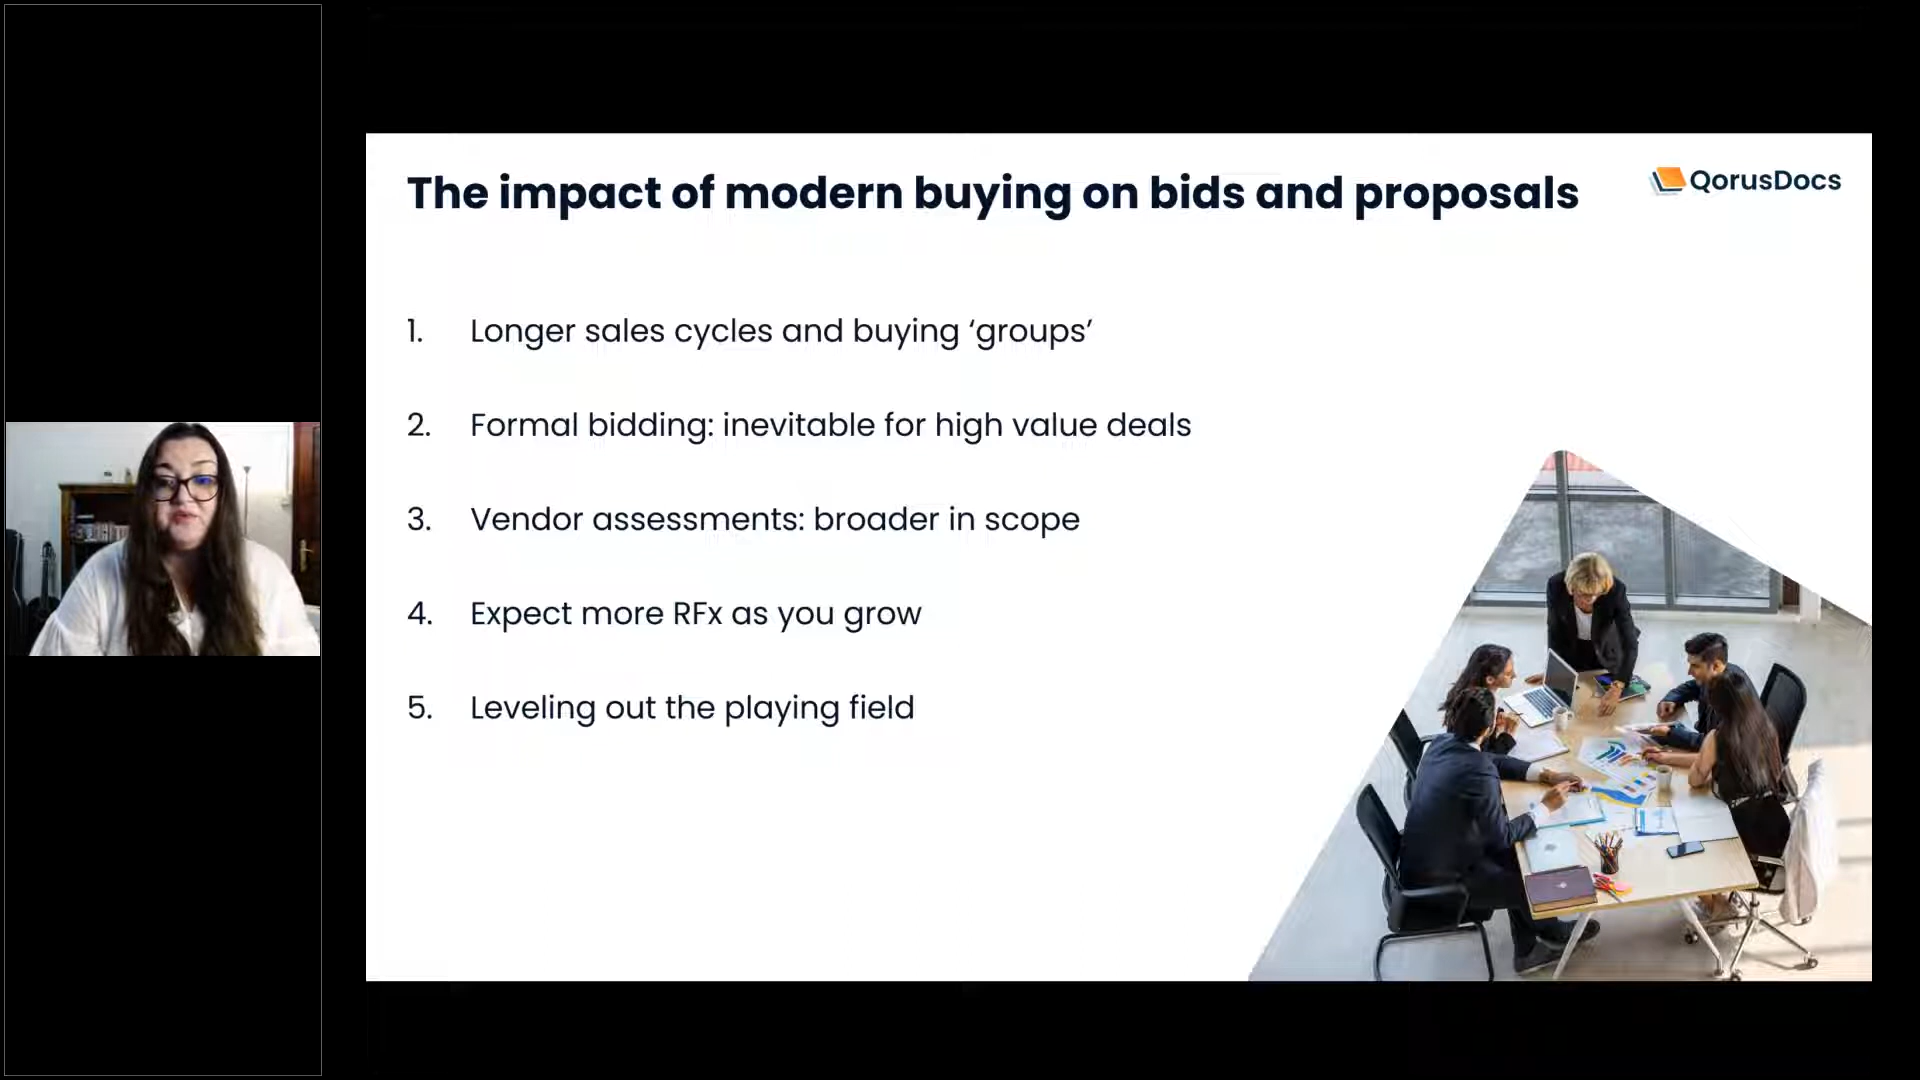 The impact of modern buying on bids and proposals
QorusDocs
1. Longer sales cycles and buying ‘groups’
2. Formal bidding: inevitable for high value deals
3. Vendor assessments: broader in scope
4. Expect more RFx as you grow
5. Leveling out the playing field